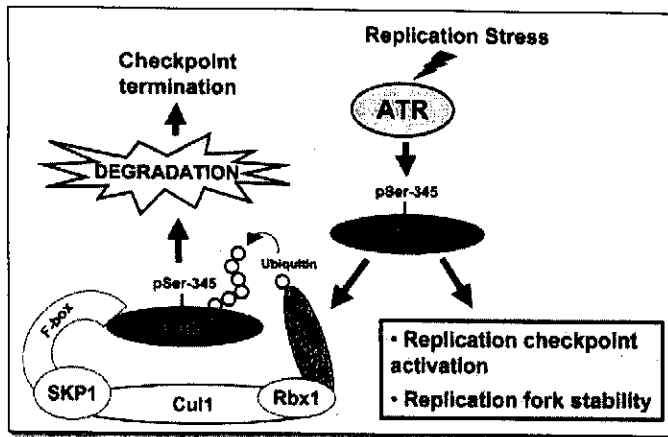 Replication Stress
Checkpoint
termination
ATR
DEGRADATION
pSer-345
pSer-345
Ubiquitin
F-box
SKP1
Cul1
Rbx1
• Replication checkpoint
activation
• Replication fork stability